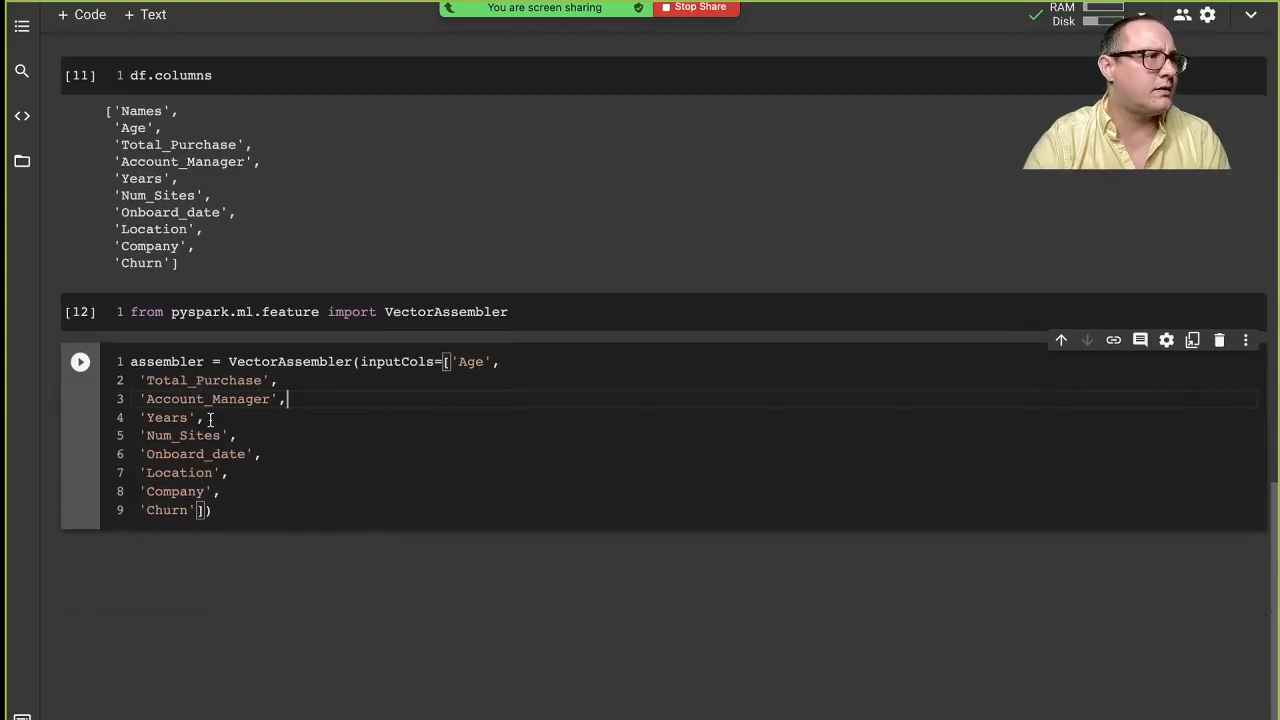 + Code + Text
You are screen sharing
Stop Share
RAM
Disk
[11] 1 df.columns
['Names',
'Age',
'Total_Purchase',
'Account_Manager',
'Years',
'Num_Sites',
'Onboard_date',
'Location',
'Company',
'Churn']
[12] 1 from pyspark.ml.feature import VectorAssembler
1 assembler = VectorAssembler(inputCols=['Age',
2 'Total_Purchase',
3 'Account_Manager',
4 'Years',
5 'Num_Sites',
6 'Onboard_date',
7 'Location',
8 'Company',
9 'Churn'])